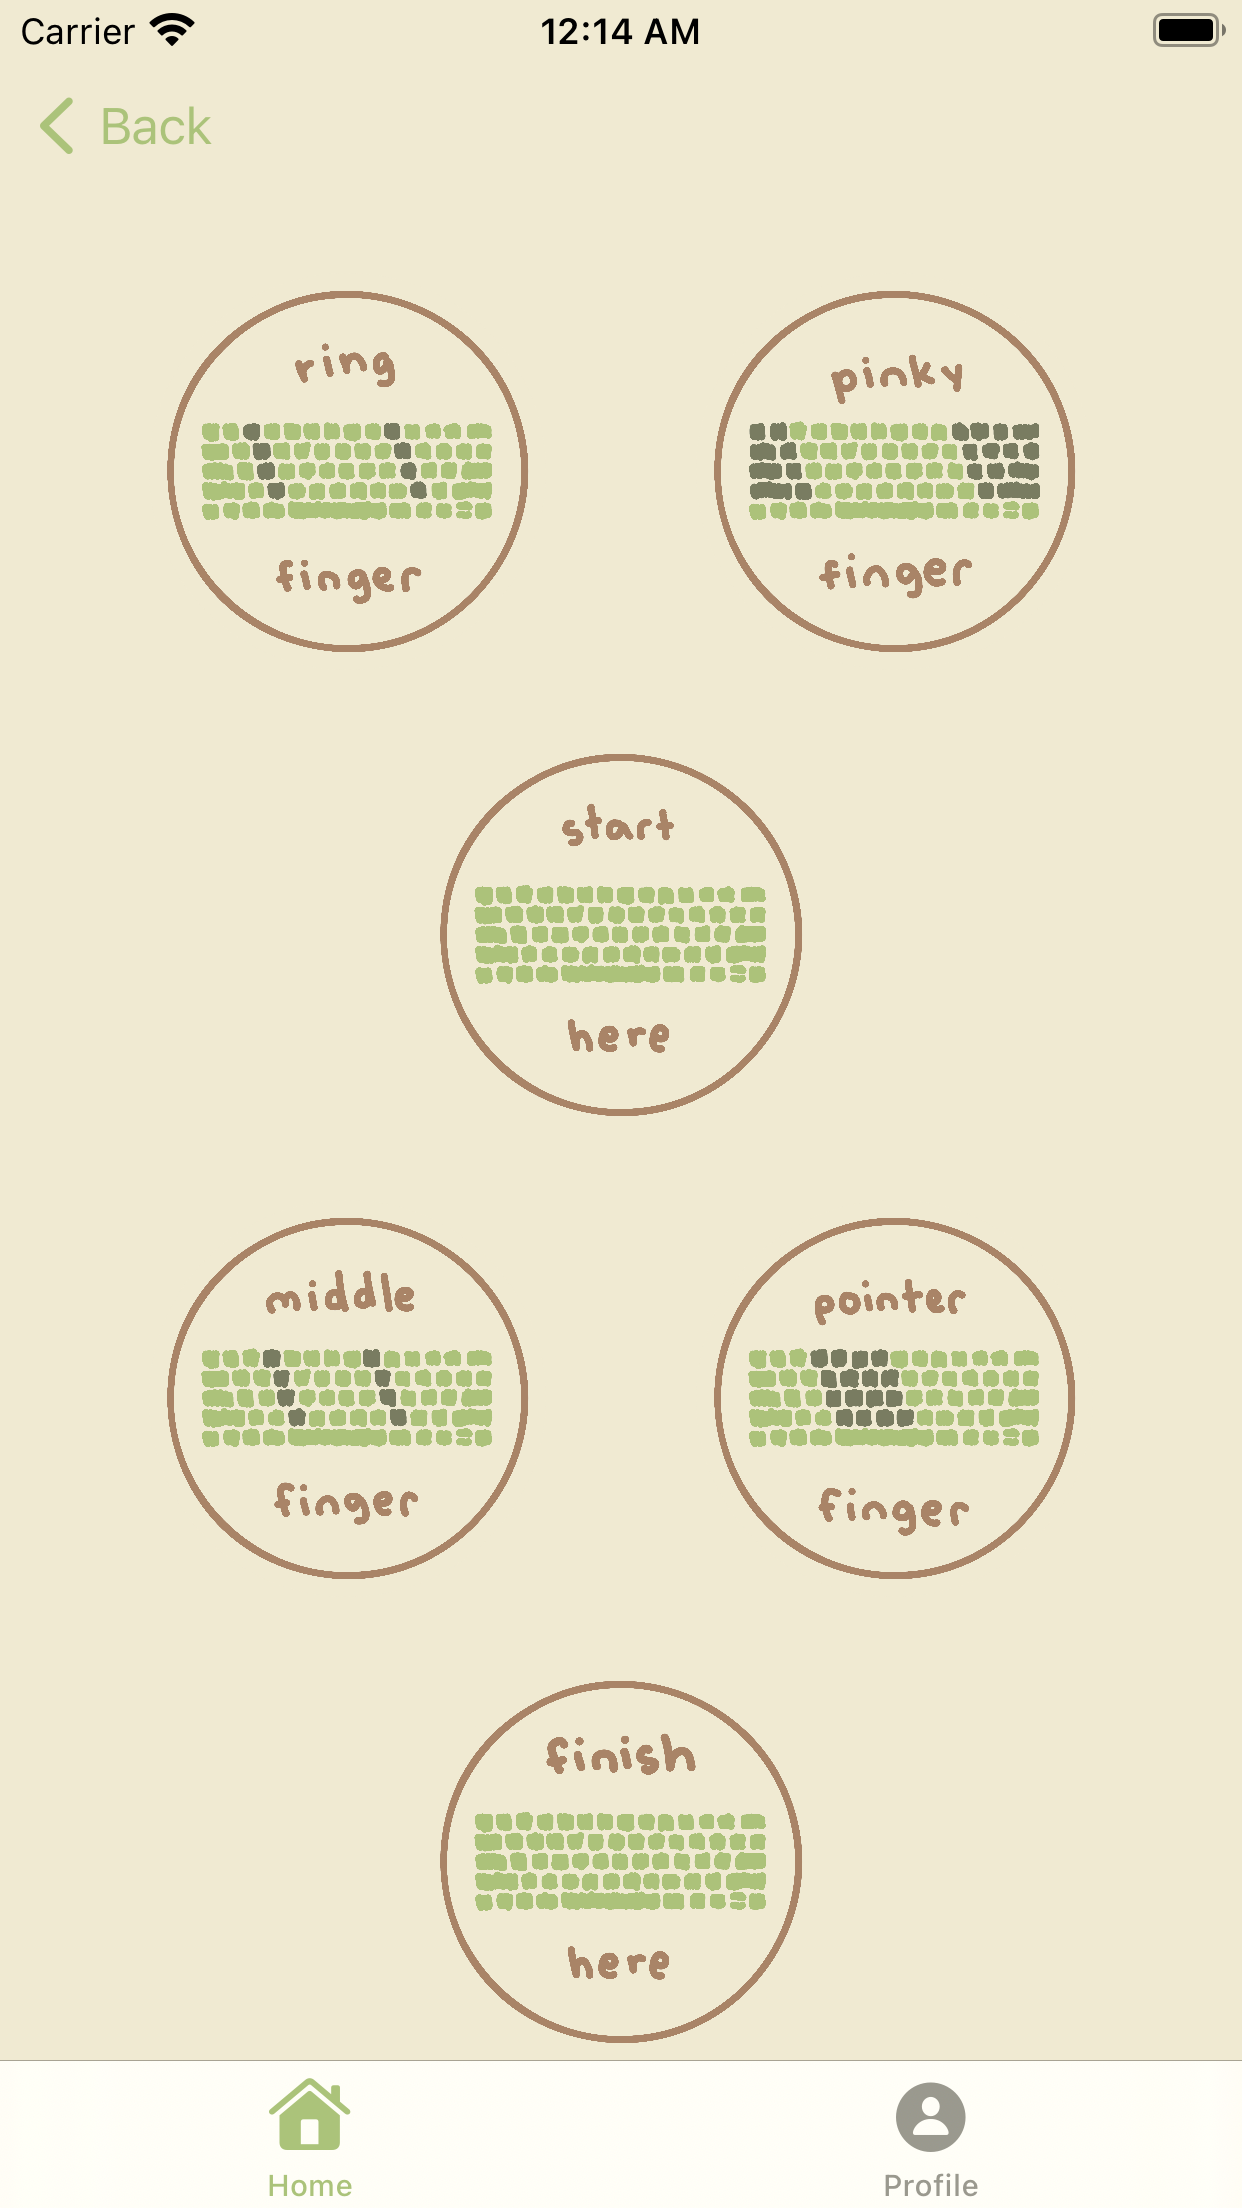 Carrier 12:14 AM
Back
ring
finger
pinky
finger
start
here
middle
finger
pointer
finger
finish
here
Home
Profile